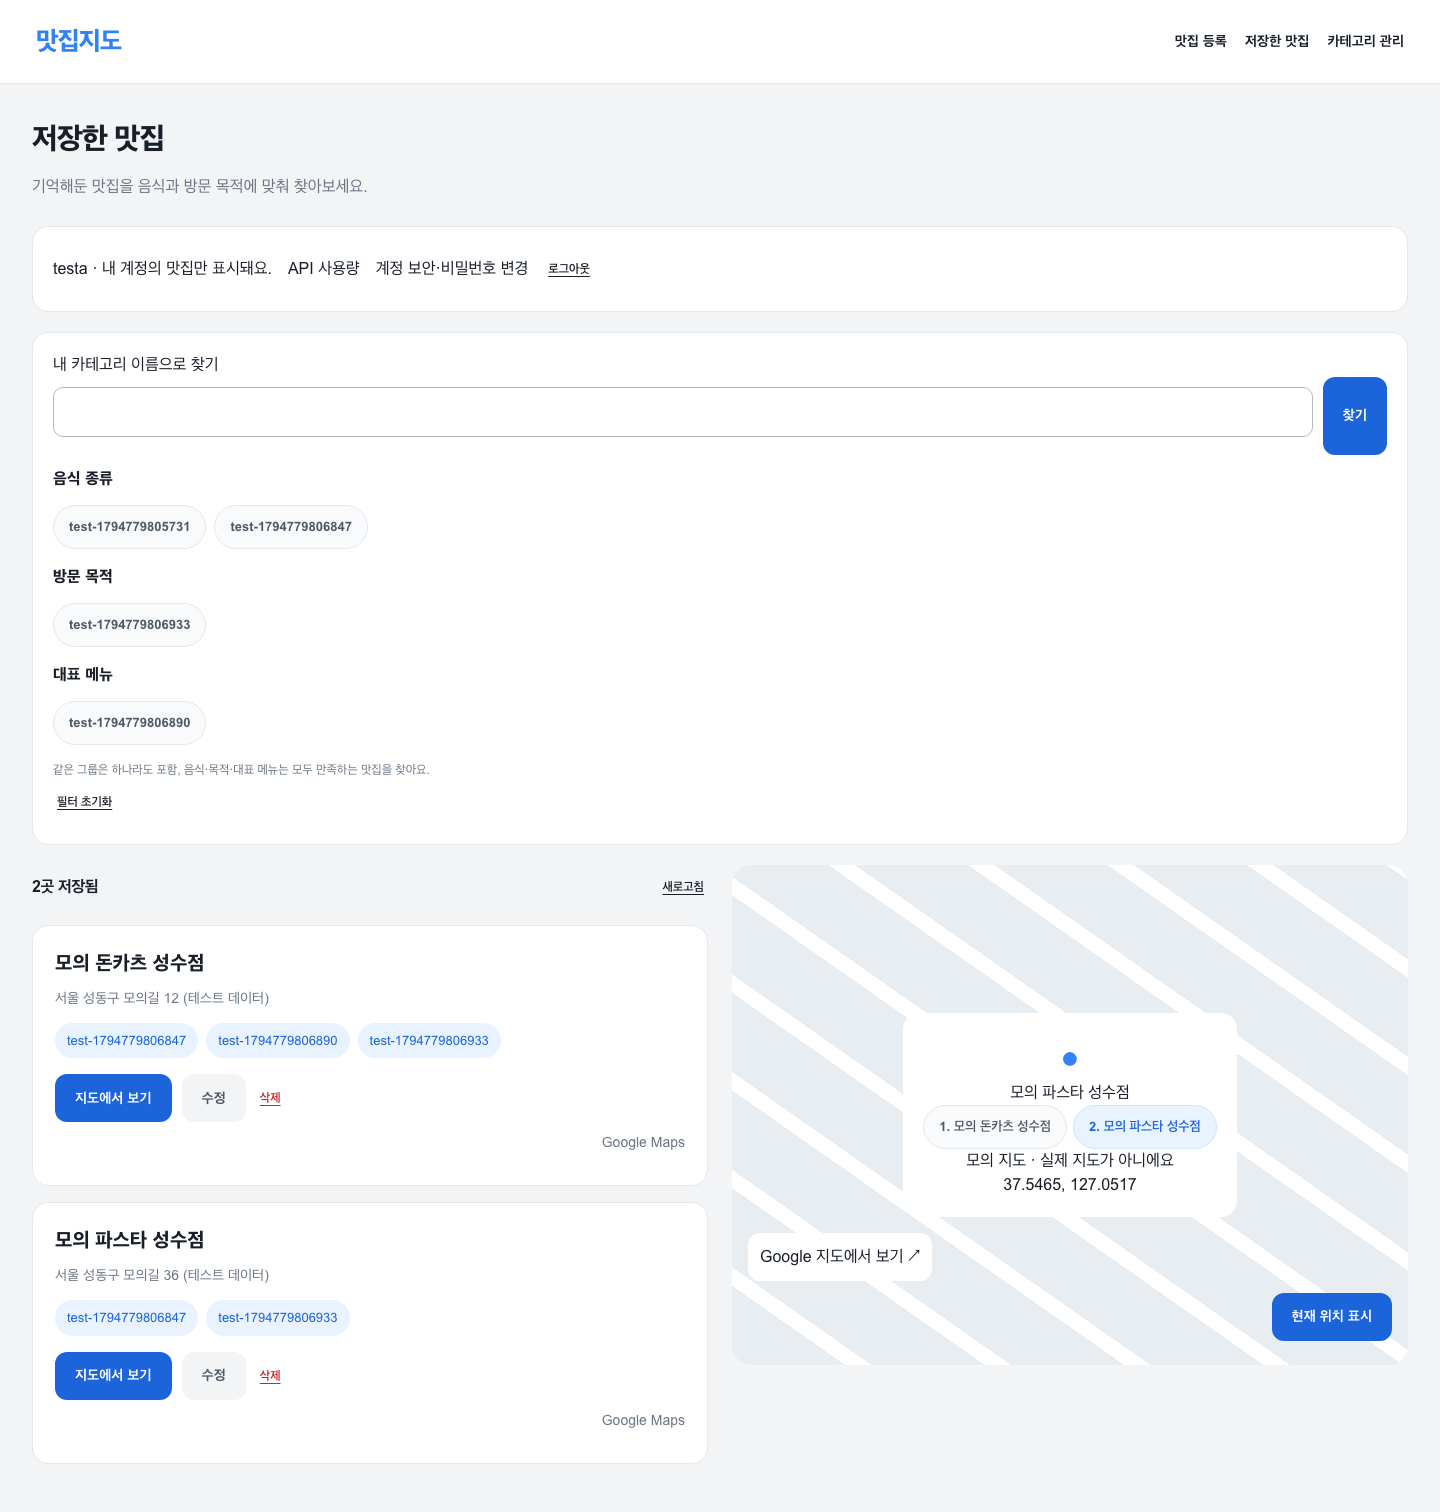 맛집지도
맛집 등록 저장한 맛집 카테고리 관리
저장한 맛집
기억해둔 맛집을 음식과 방문 목적에 맞춰 찾아보세요.
testa · 내 계정의 맛집만 표시돼요. API 사용량 계정 보안·비밀번호 변경 로그아웃
내 카테고리 이름으로 찾기
찾기
음식 종류
test-1794779805731 test-1794779806847
방문 목적
test-1794779806933
대표 메뉴
test-1794779806890
같은 그룹은 하나라도 포함, 음식·목적·대표 메뉴는 모두 만족하는 맛집을 찾아요.
필터 초기화
2곳 저장됨 새로고침
모의 돈카츠 성수점
서울 성동구 모의길 12 (테스트 데이터)
test-1794779806847 test-1794779806890 test-1794779806933
지도에서 보기 수정 삭제
Google Maps
모의 파스타 성수점
서울 성동구 모의길 36 (테스트 데이터)
test-1794779806847 test-1794779806933
지도에서 보기 수정 삭제
Google Maps
모의 파스타 성수점
1. 모의 돈카츠 성수점 2. 모의 파스타 성수점
모의 지도 · 실제 지도가 아니에요
37.5465, 127.0517
Google 지도에서 보기 ↗
현재 위치 표시